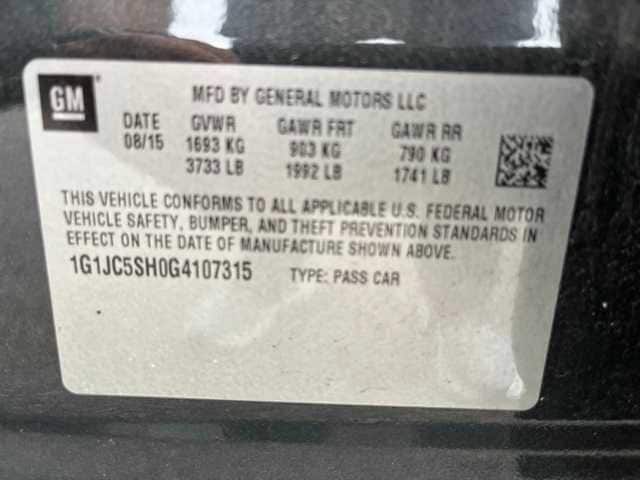 GM®
MFD BY GENERAL MOTORS LLC
DATE GVWR GAWR FRT GAWR RR
08/15 1693 KG 903 KG 790 KG
3733 LB 1992 LB 1741 LB
THIS VEHICLE CONFORMS TO ALL APPLICABLE U.S. FEDERAL MOTOR
VEHICLE SAFETY, BUMPER, AND THEFT PREVENTION STANDARDS IN
EFFECT ON THE DATE OF MANUFACTURE SHOWN ABOVE.
1G1JC5SH0G4107315 TYPE: PASS CAR